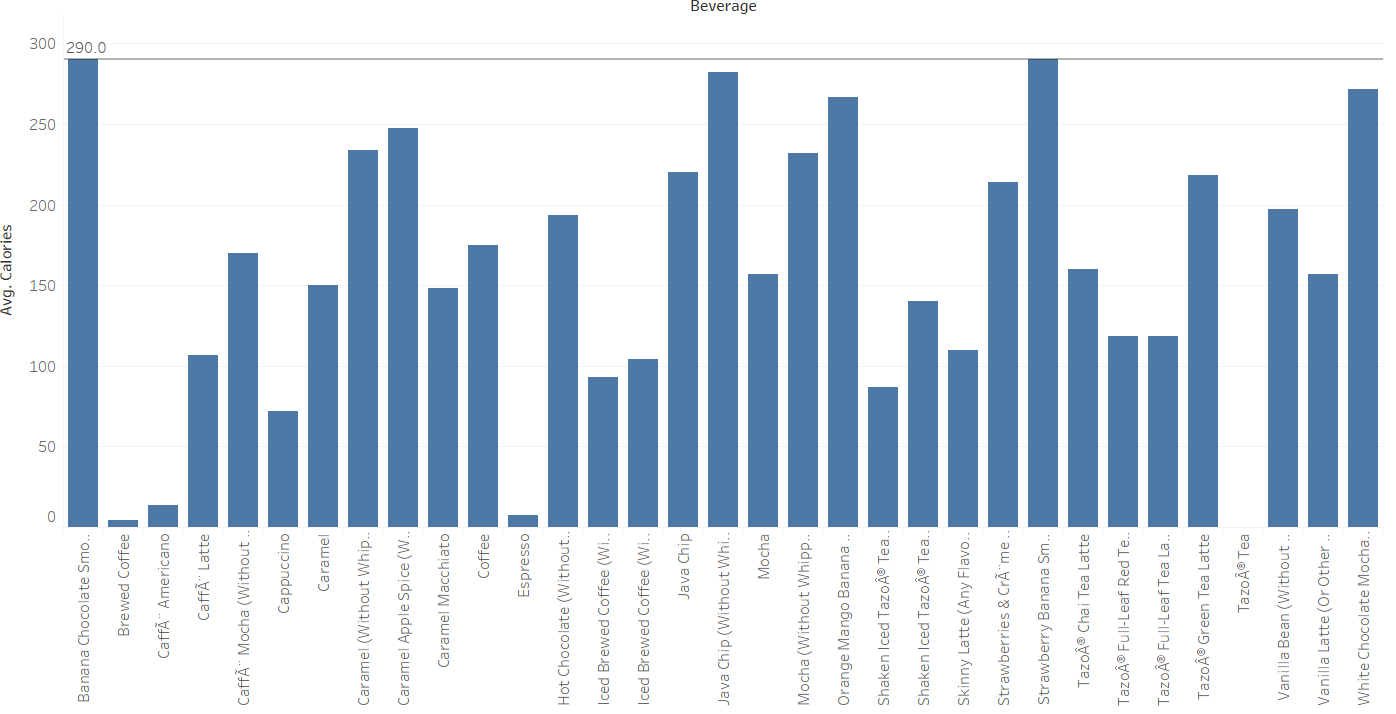 Beverage
290.0
300
250
200
150
100
50
0
Avg. Calories
Banana Chocolate Smo..
Brewed Coffee
CaffÃ¨ Americano
CaffÃ¨ Latte
CaffÃ¨ Mocha (Without ..
Cappuccino
Caramel
Caramel (Without Whip..
Caramel Apple Spice (W..
Caramel Macchiato
Coffee
Espresso
Hot Chocolate (Without..
Iced Brewed Coffee (Wi..
Iced Brewed Coffee (Wi..
Java Chip
Java Chip (Without Whi..
Mocha
Mocha (Without Whipp..
Orange Mango Banana ..
Shaken Iced TazoÂ® Tea..
Shaken Iced TazoÂ® Tea..
Skinny Latte (Any Flavo..
Strawberries & CrÃ¨me ..
Strawberry Banana Sm..
TazoÂ® Chai Tea Latte
TazoÂ® Full-Leaf Red Te..
TazoÂ® Full-Leaf Tea La..
TazoÂ® Green Tea Latte
TazoÂ® Tea
Vanilla Bean (Without ..
Vanilla Latte (Or Other ..
White Chocolate Mocha..